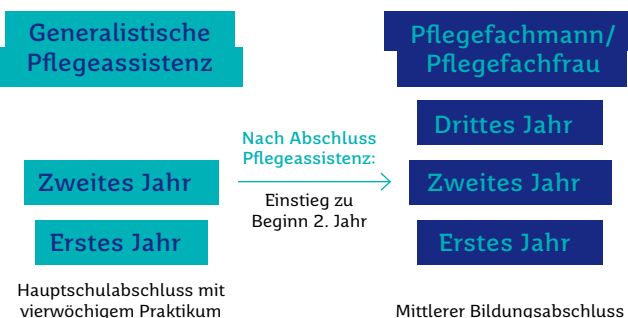 Generalistische
Pflegeassistenz
Pflegefachmann/
Pflegefachfrau
Drittes Jahr
Nach Abschluss
Pflegeassistenz:
Zweites Jahr
Zweites Jahr
Einstieg zu
Beginn 2. Jahr
Erstes Jahr
Erstes Jahr
Hauptschulabschluss mit
vierwöchigem Praktikum
Mittlerer Bildungsabschluss